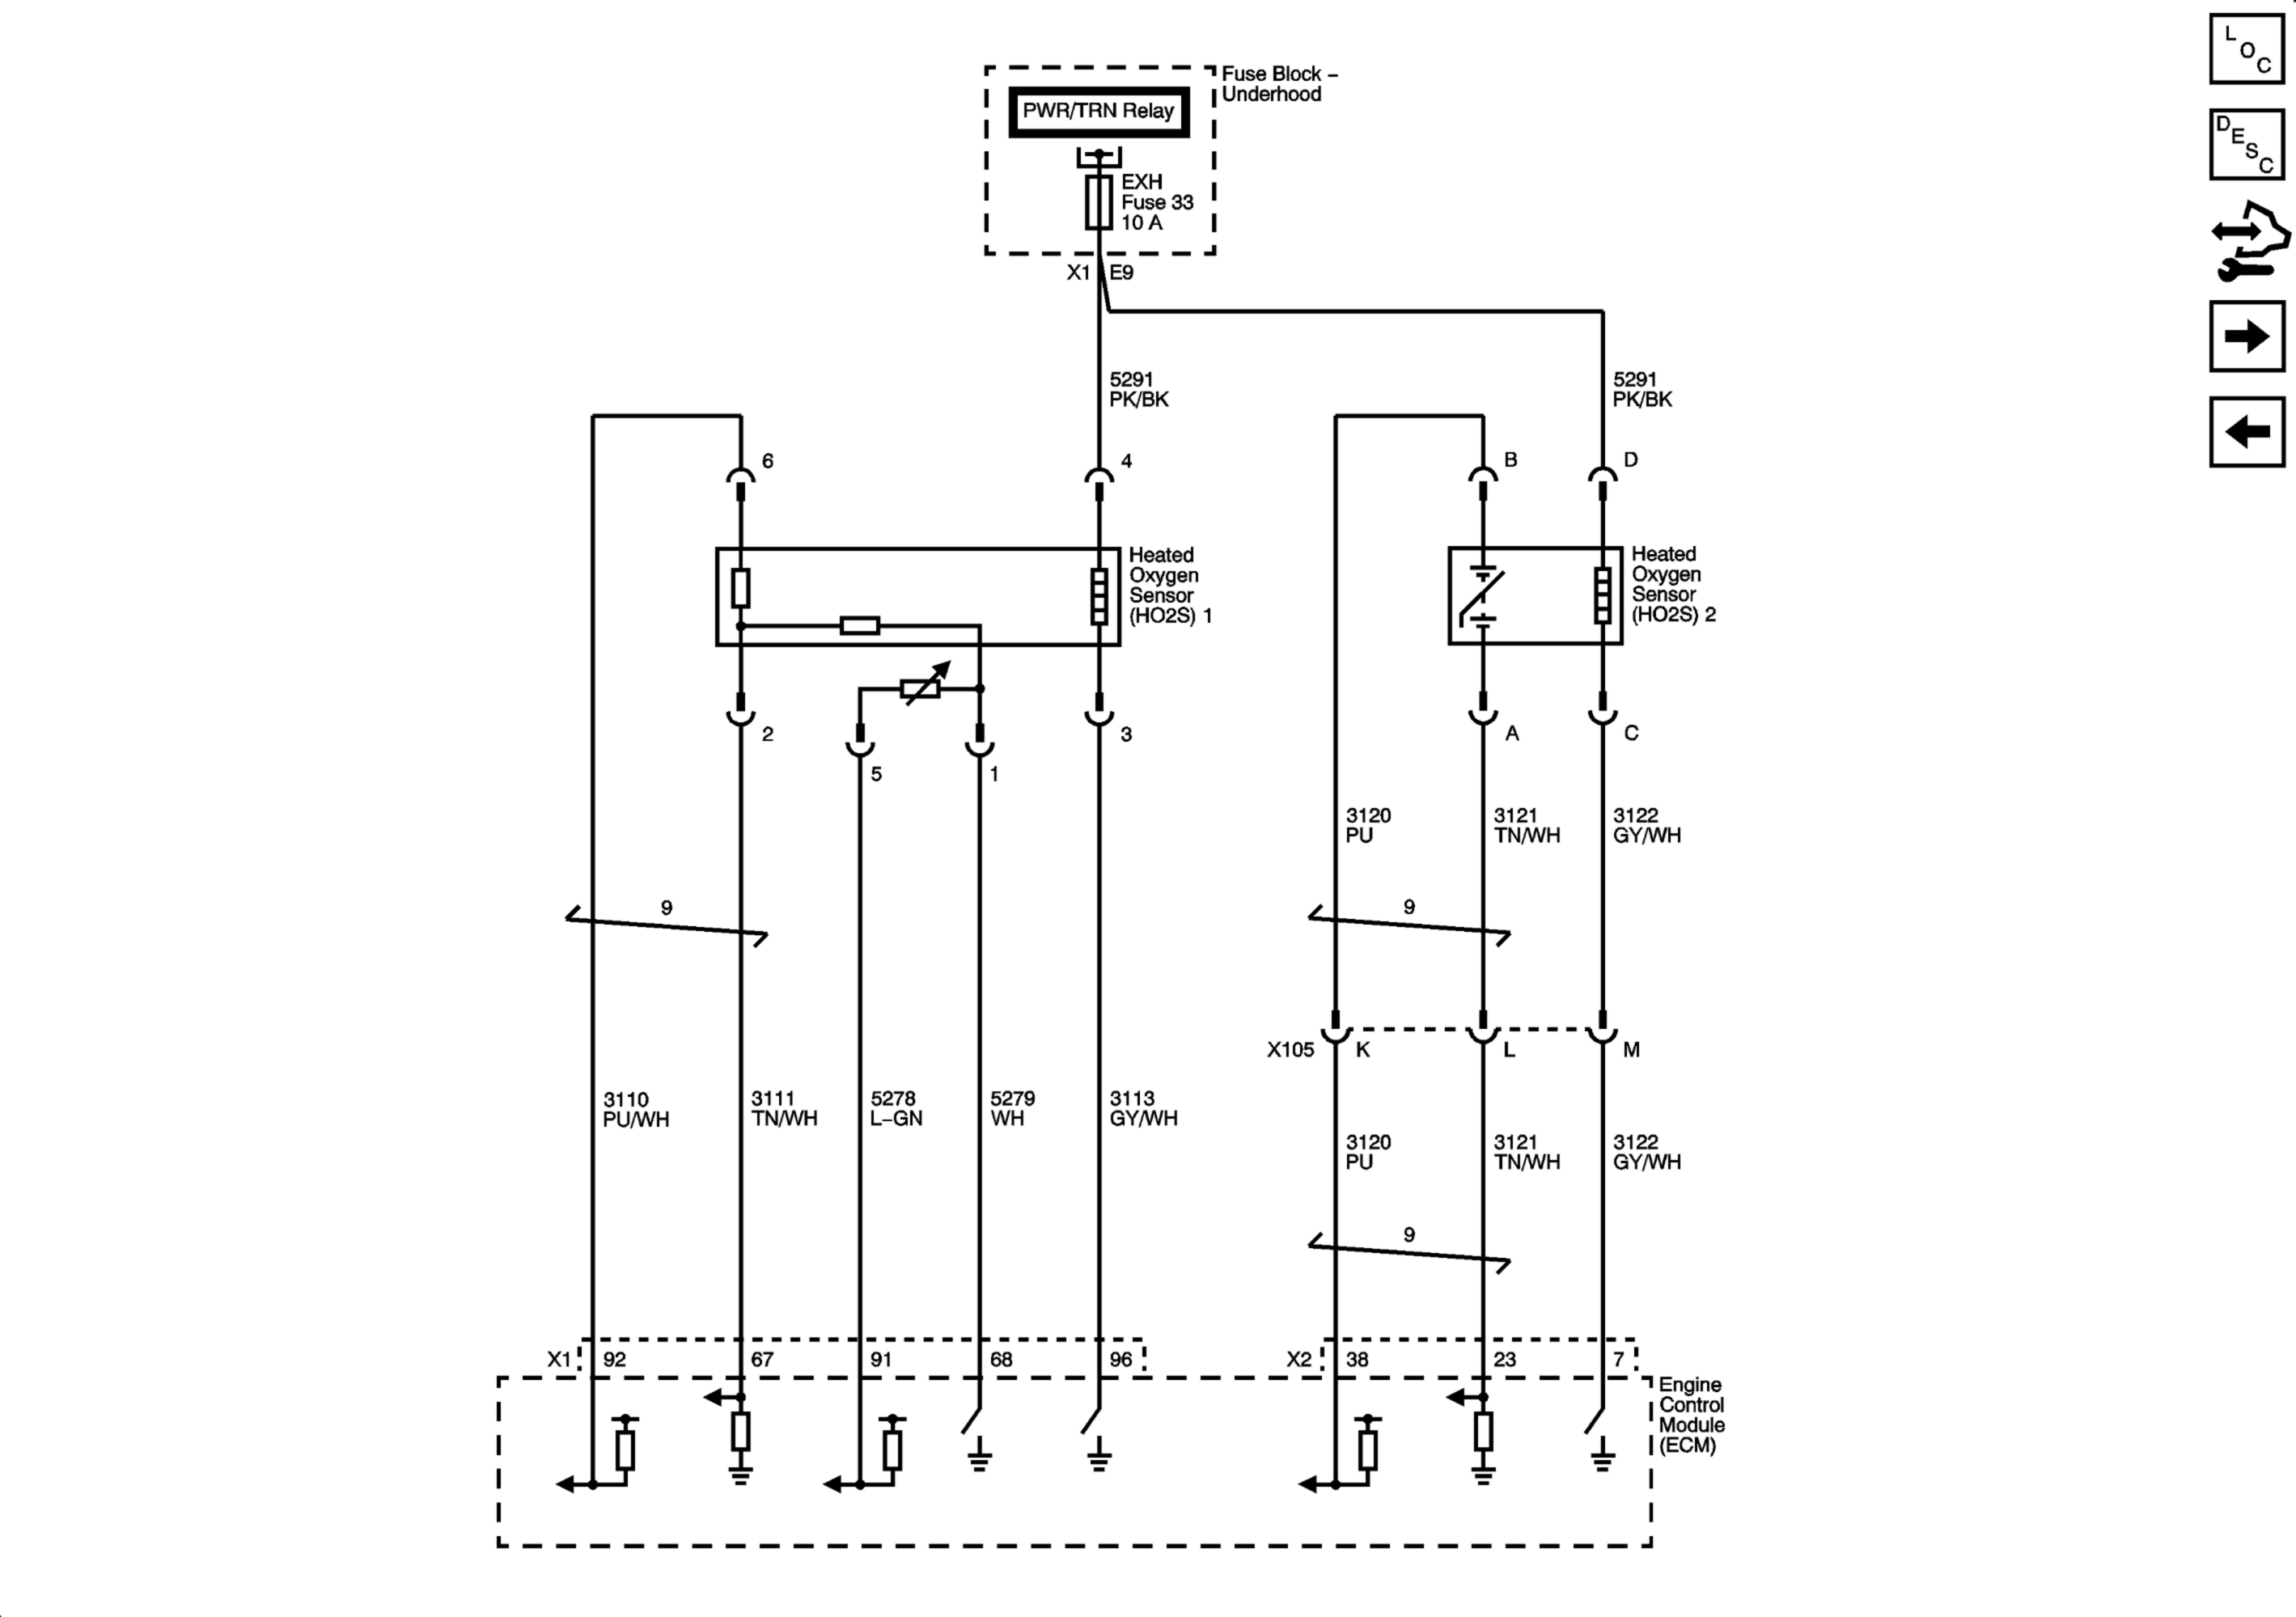 Fuse Block –
Underhood
PWR/TRN Relay
EXH
Fuse 33
10 A
X1 E9
5291
PK/BK
5291
PK/BK
6
4
B
D
Heated
Oxygen
Sensor
(HO2S) 1
Heated
Oxygen
Sensor
(HO2S) 2
2
5
1
3
A
C
3120
PU
3121
TN/WH
3122
GY/WH
9
9
X105 K L M
3110
PU/WH
3111
TN/WH
5278
L–GN
5279
WH
3113
GY/WH
3120
PU
3121
TN/WH
3122
GY/WH
9
X1 92 67 91 68 96 X2 38 23 7
Engine
Control
Module
(ECM)
LOC
DESC